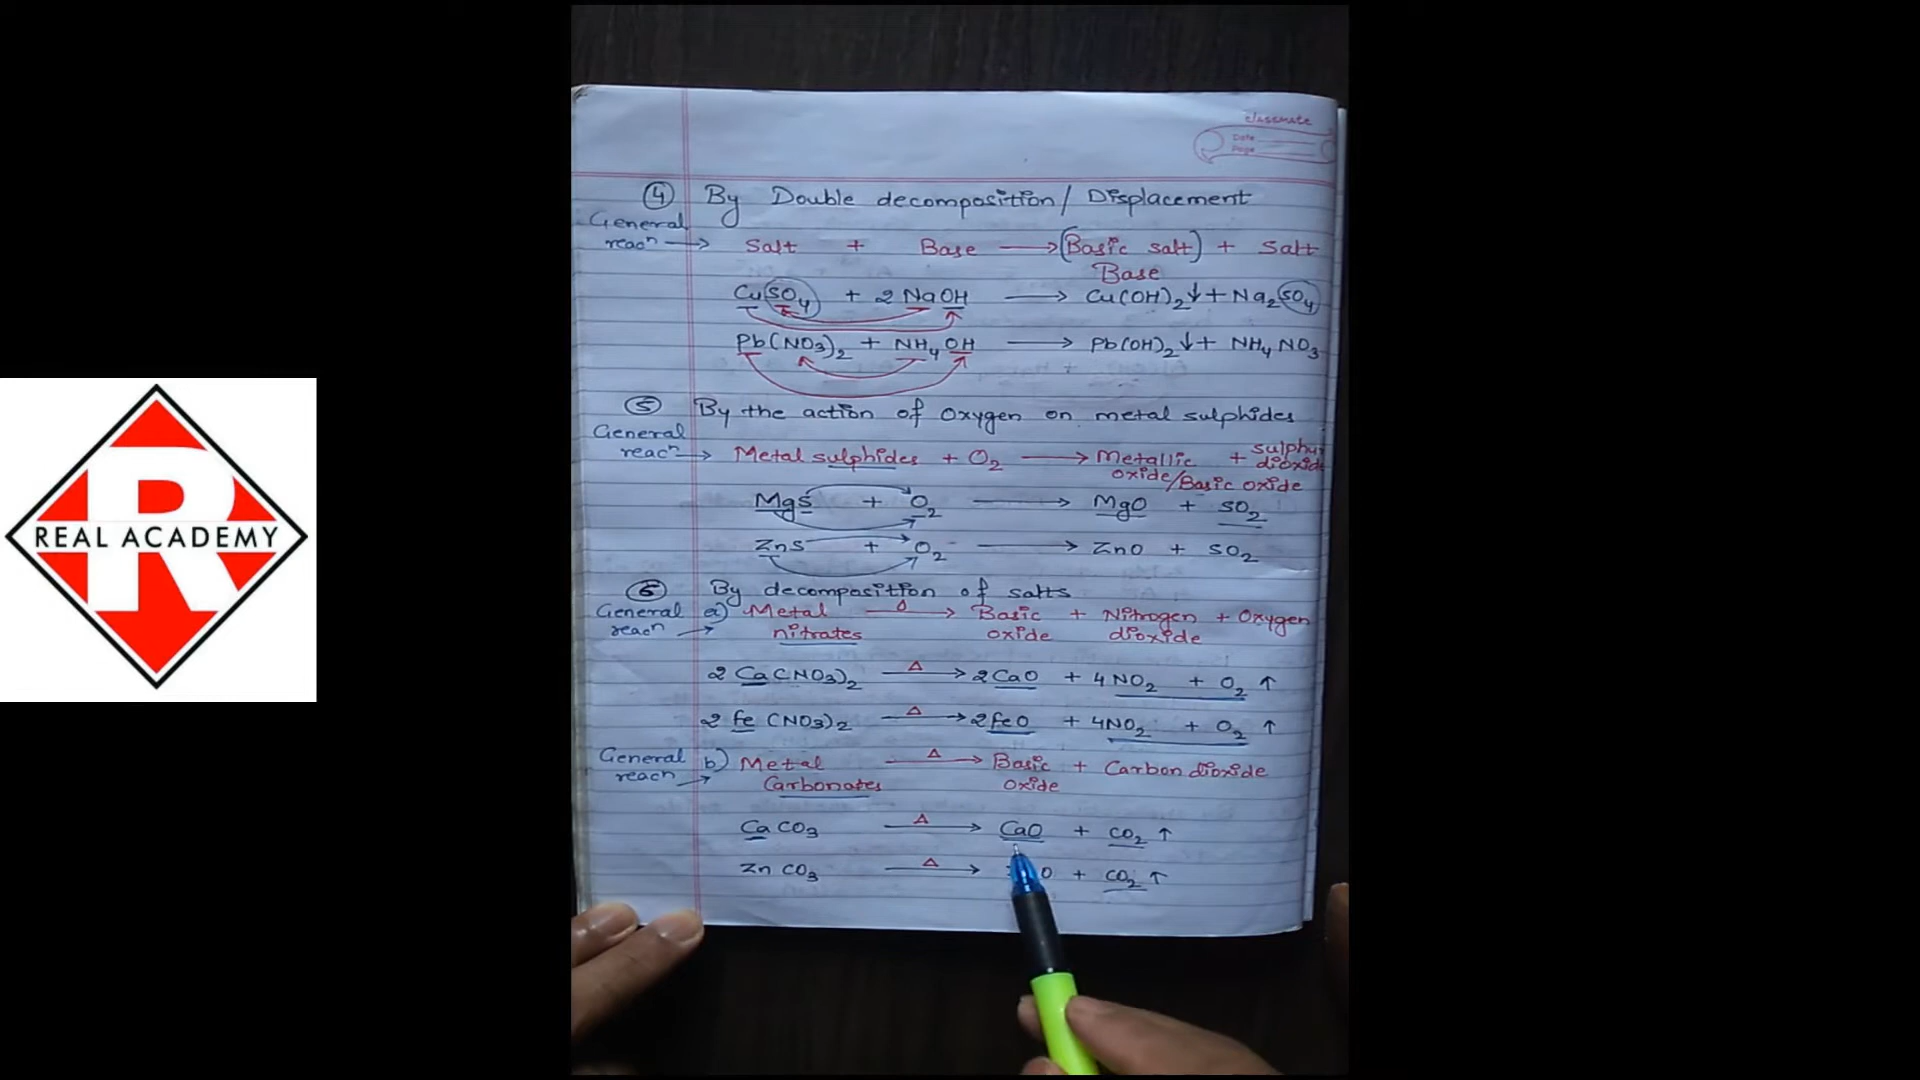 classmate
Date
Page
④ By Double decomposition / Displacement
General reacⁿ → Salt + Base → (Basic salt) + Salt
Base
CuSO₄ + 2NaOH → Cu(OH)₂↓ + Na₂SO₄
Pb(NO₃)₂ + NH₄OH → Pb(OH)₂↓ + NH₄NO₃
⑤ By the action of Oxygen on metal sulphides
General reacⁿ → Metal sulphides + O₂ → Metallic oxide/Basic oxide + sulphur dioxide
MgS + O₂ → MgO + SO₂
ZnS + O₂ → ZnO + SO₂
⑥ By decomposition of salts
General reacⁿ → a) Metal nitrates —Δ→ Basic oxide + Nitrogen dioxide + Oxygen
2Ca(NO₃)₂ —Δ→ 2CaO + 4NO₂ + O₂ ↑
2Fe(NO₃)₂ —Δ→ 2FeO + 4NO₂ + O₂ ↑
General reacn → b) Metal Carbonates —Δ→ Basic Oxide + Carbondioxide
CaCO₃ —Δ→ CaO + CO₂ ↑
ZnCO₃ —Δ→ O + CO₂ ↑
REAL ACADEMY